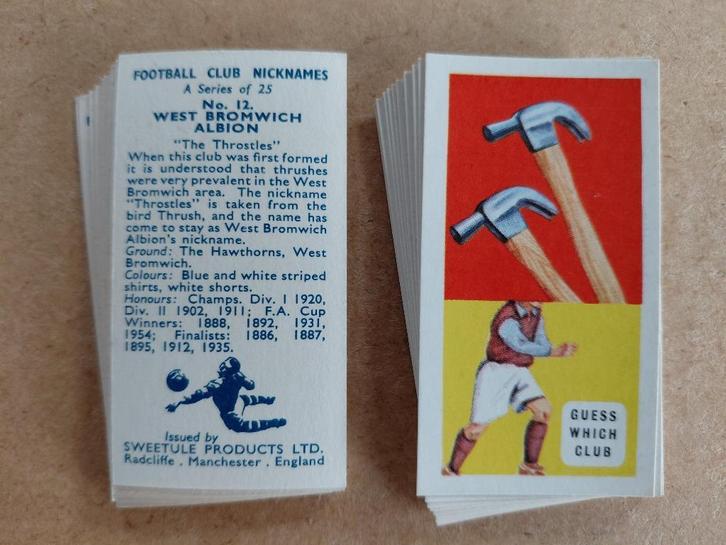 FOOTBALL CLUB NICKNAMES
A Series of 25
No. 12.
WEST BROMWICH
ALBION
"The Throstles"
When this club was first formed
it is understood that thrushes
were very prevalent in the West
Bromwich area. The nickname
"Throstles" is taken from the
bird Thrush, and the name has
come to stay as West Bromwich
Albion's nickname.
Ground: The Hawthorns, West
Bromwich.
Colours: Blue and white striped
shirts, white shorts.
Honours: Champs. Div. I 1920,
Div. II 1902, 1911; F.A. Cup
Winners: 1888, 1892, 1931,
1954; Finalists: 1886, 1887,
1895, 1912, 1935.
Issued by
SWEETULE PRODUCTS LTD.
Radcliffe . Manchester . England
GUESS
WHICH
CLUB